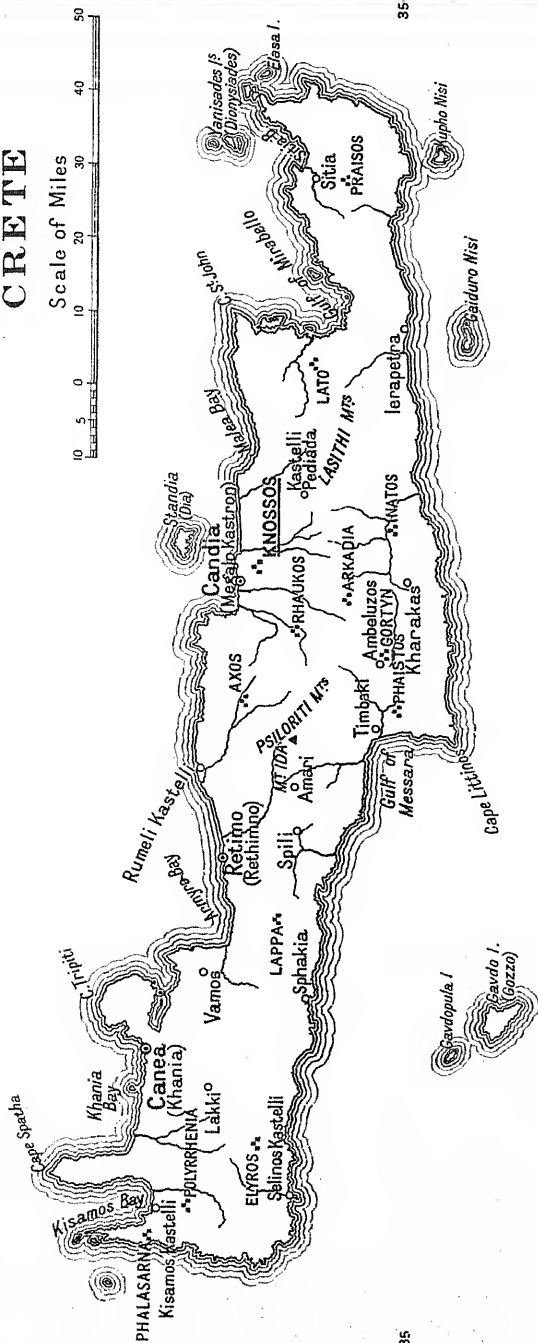 CRETE
Scale of Miles
10 5 0 10 20 30 40 50
35
35
Cape Spatha
Kisamos Bay
PHALASARNA
Kisamos Kastelli
POLYRRHENIA
Khania
Bay
Canea
(Khania)
Lakki
ELYROS
Selinos Kastelli
C. Tripiti
Vamos
Armyro
Bay
LAPPA
Sphakia
Gavdopula I
Gavdo I.
(Gozzo)
Retimo
(Rethimno)
Spili
Rumeli Kastell
AXOS
PSILORITI MTS
MT IDA
Amari
Timbaki
Gulf of
Messara
Cape Littino
PHAISTOS
Ambeluzos
GORTYN
Kharakas
Standia
(Dia)
Candia
(Megalo Kastron)
KNOSSOS
RHAUKOS
ARKADIA
INATOS
Malea Bay
Kastelli
Pediada
LASITHI MTS
LATO
C. St John
Gulf of Mirabello
Ierapetra
Gaiduro Nisi
Yanisades Is
(Dionysiades)
Elasa I.
Sitia
PRAISOS
Kupho Nisi